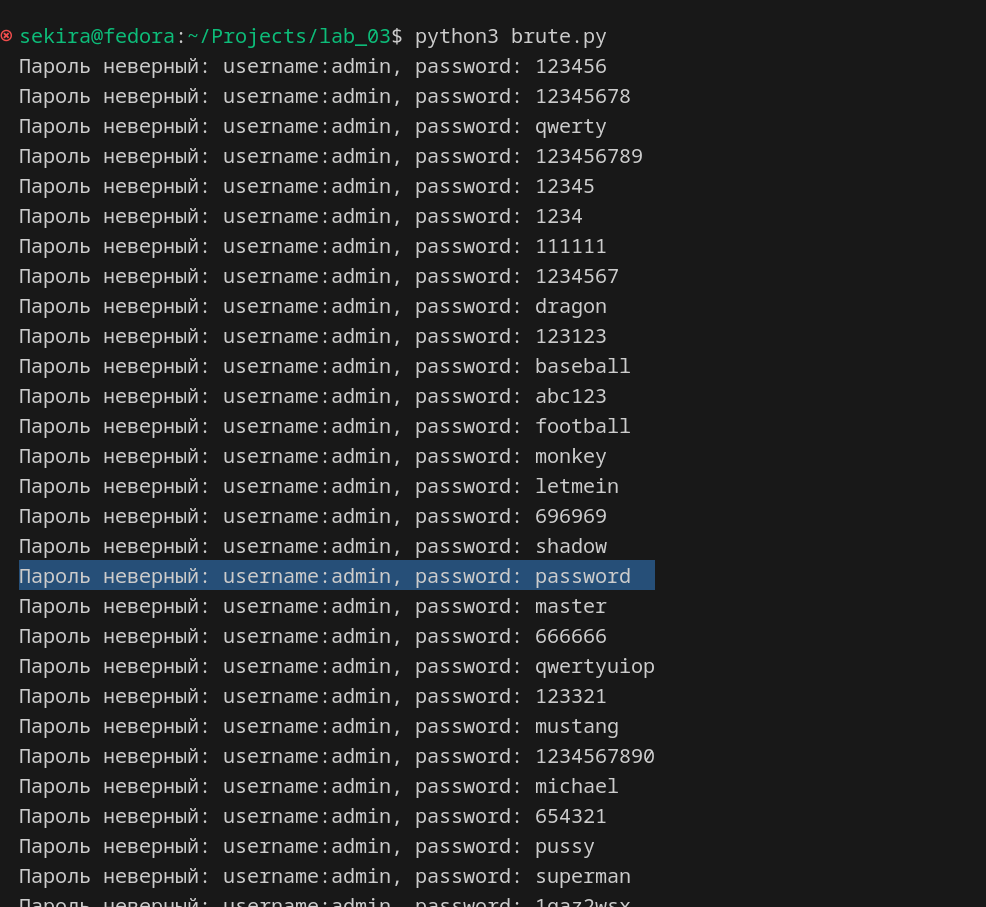 sekira@fedora:~/Projects/lab_03$ python3 brute.py
Пароль неверный: username:admin, password: 123456
Пароль неверный: username:admin, password: 12345678
Пароль неверный: username:admin, password: qwerty
Пароль неверный: username:admin, password: 123456789
Пароль неверный: username:admin, password: 12345
Пароль неверный: username:admin, password: 1234
Пароль неверный: username:admin, password: 111111
Пароль неверный: username:admin, password: 1234567
Пароль неверный: username:admin, password: dragon
Пароль неверный: username:admin, password: 123123
Пароль неверный: username:admin, password: baseball
Пароль неверный: username:admin, password: abc123
Пароль неверный: username:admin, password: football
Пароль неверный: username:admin, password: monkey
Пароль неверный: username:admin, password: letmein
Пароль неверный: username:admin, password: 696969
Пароль неверный: username:admin, password: shadow
Пароль неверный: username:admin, password: password
Пароль неверный: username:admin, password: master
Пароль неверный: username:admin, password: 666666
Пароль неверный: username:admin, password: qwertyuiop
Пароль неверный: username:admin, password: 123321
Пароль неверный: username:admin, password: mustang
Пароль неверный: username:admin, password: 1234567890
Пароль неверный: username:admin, password: michael
Пароль неверный: username:admin, password: 654321
Пароль неверный: username:admin, password: pussy
Пароль неверный: username:admin, password: superman
Пароль неверный: username:admin, password: 1qaz2wsx